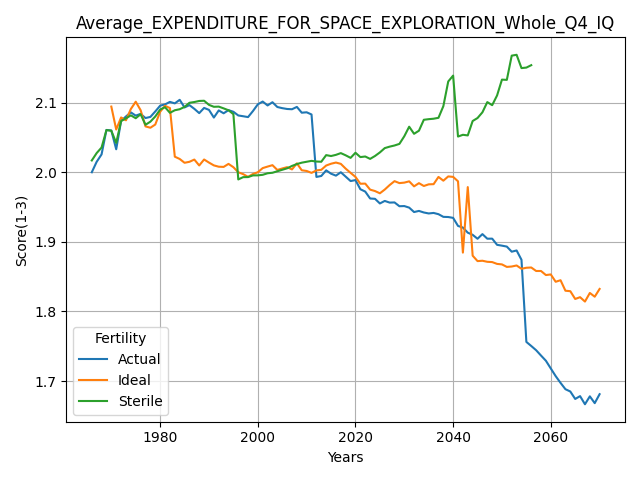 Average_EXPENDITURE_FOR_SPACE_EXPLORATION_Whole_Q4_IQ
2.1
2.0
1.9
1.8
1.7
Score(1-3)
Fertility
Actual
Ideal
Sterile
1980 2000 2020 2040 2060
Years